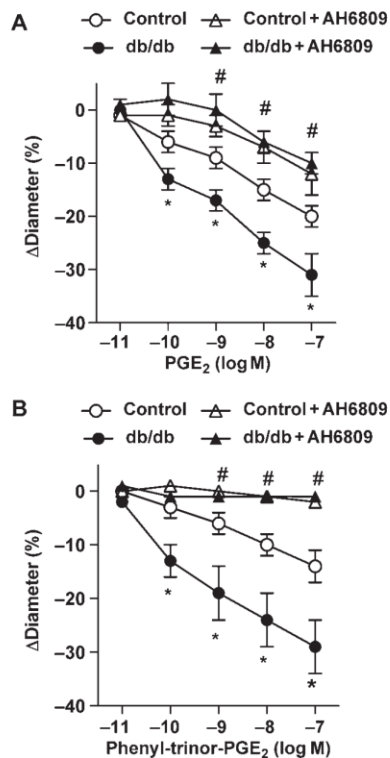 A
Control Control + AH6809
db/db db/db + AH6809
# # #
0
–10
–20
–30
–40
* * * *
ΔDiameter (%)
–11 –10 –9 –8 –7
PGE₂ (log M)
B
Control Control + AH6809
db/db db/db + AH6809
# # #
0
–10
–20
–30
–40
* * * *
ΔDiameter (%)
–11 –10 –9 –8 –7
Phenyl-trinor-PGE₂ (log M)